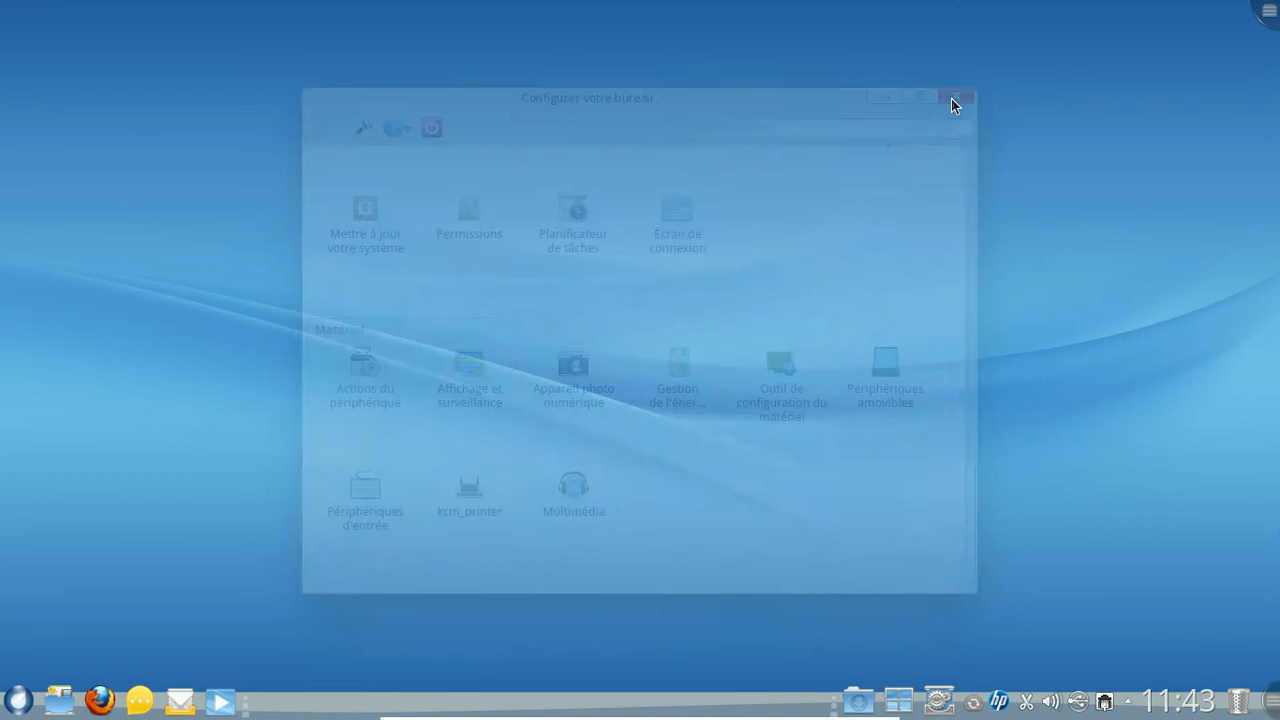 Configurer votre bureau
Mettre à jour votre système
Permissions
Planificateur de tâches
Écran de connexion
Matériel
Actions du périphérique
Affichage et surveillance
Appareil photo numérique
Gestion de l'éner...
Outil de configuration du matériel
Périphériques amovibles
Périphériques d'entrée
kcm_printer
Multimédia
hp
11:43